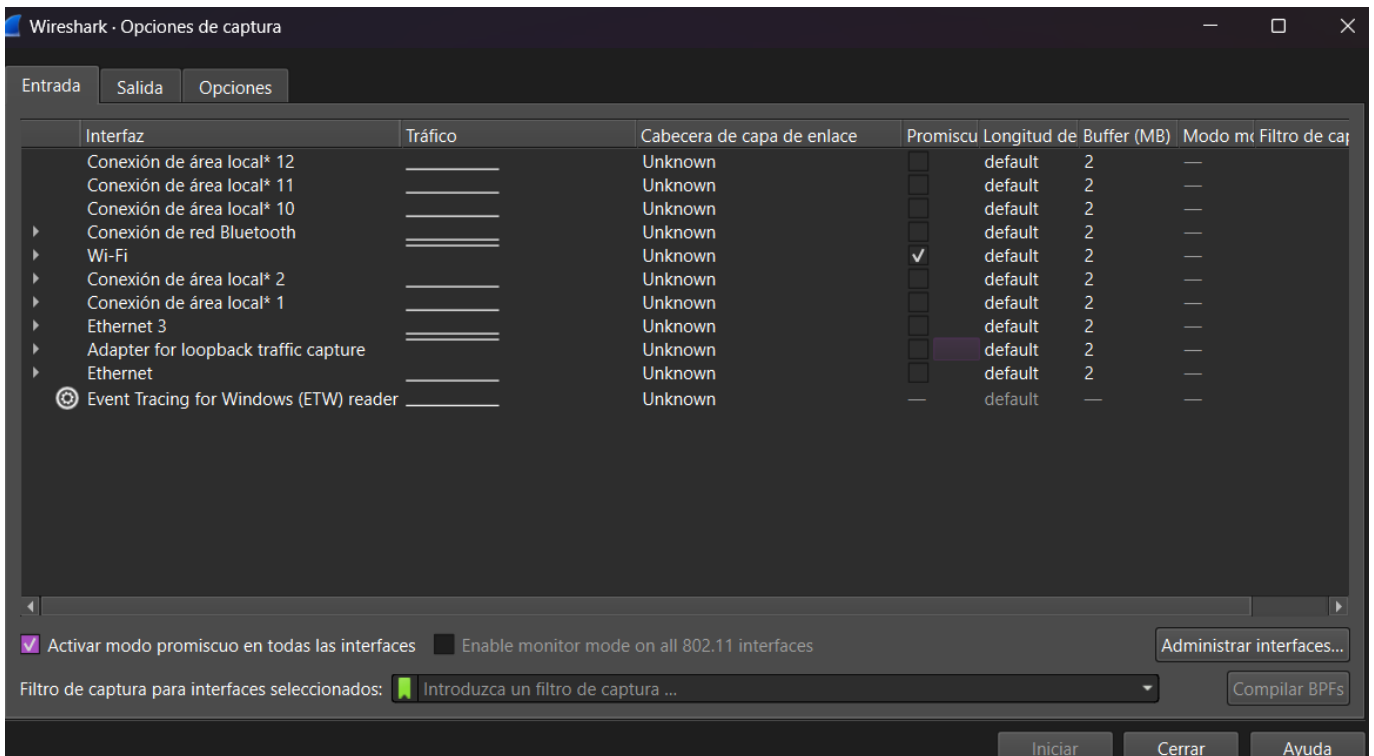 Wireshark · Opciones de captura
Entrada Salida Opciones
Interfaz Tráfico Cabecera de capa de enlace Promiscu Longitud de Buffer (MB) Modo mo Filtro de cap
Conexión de área local* 12 Unknown default 2 —
Conexión de área local* 11 Unknown default 2 —
Conexión de área local* 10 Unknown default 2 —
Conexión de red Bluetooth Unknown default 2 —
Wi-Fi Unknown default 2 —
Conexión de área local* 2 Unknown default 2 —
Conexión de área local* 1 Unknown default 2 —
Ethernet 3 Unknown default 2 —
Adapter for loopback traffic capture Unknown default 2 —
Ethernet Unknown default 2 —
Event Tracing for Windows (ETW) reader Unknown — default — —
Activar modo promiscuo en todas las interfaces Enable monitor mode on all 802.11 interfaces Administrar interfaces...
Filtro de captura para interfaces seleccionados: Introduzca un filtro de captura ... Compilar BPFs
Iniciar Cerrar Ayuda